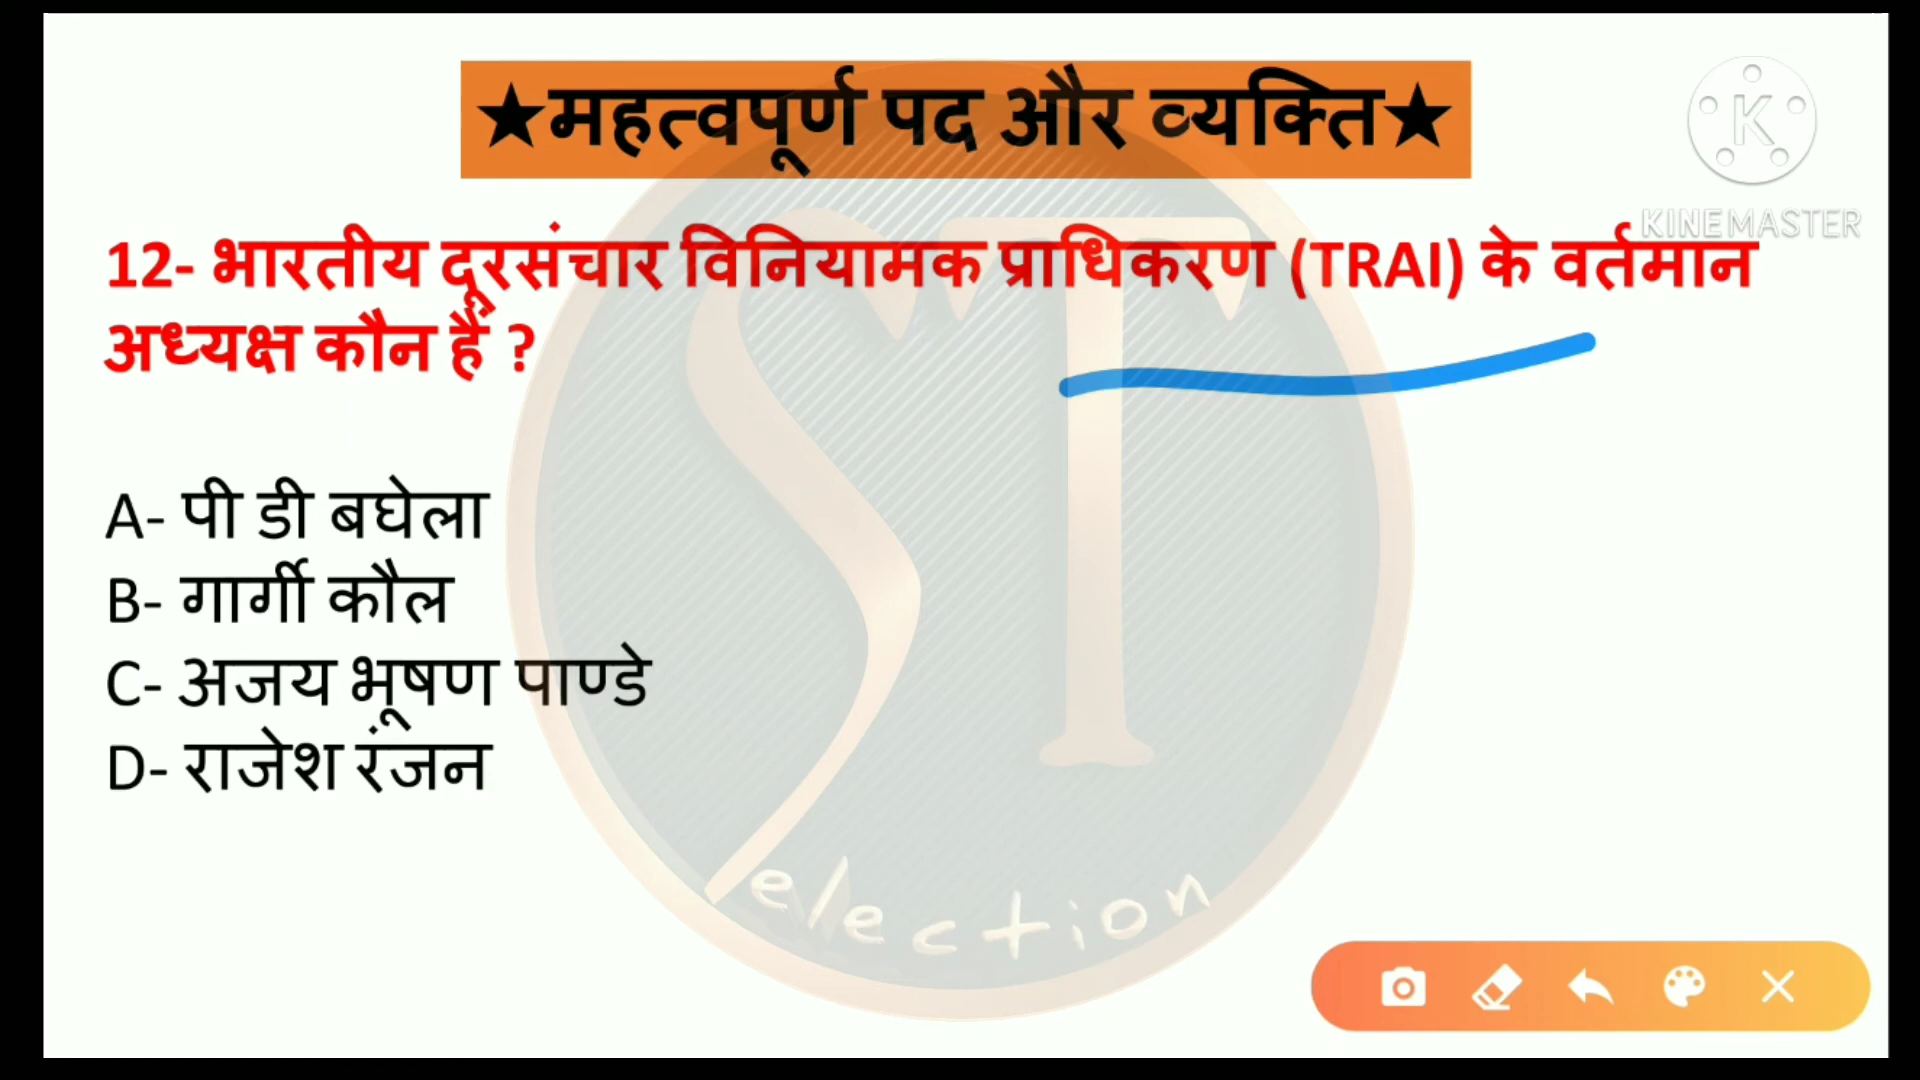 ★महत्वपूर्ण पद और व्यक्ति★
KINEMASTER
12- भारतीय दूरसंचार विनियामक प्राधिकरण (TRAI) के वर्तमान
अध्यक्ष कौन हैं ?
A- पी डी बघेला
B- गार्गी कौल
C- अजय भूषण पाण्डे
D- राजेश रंजन
ST
election